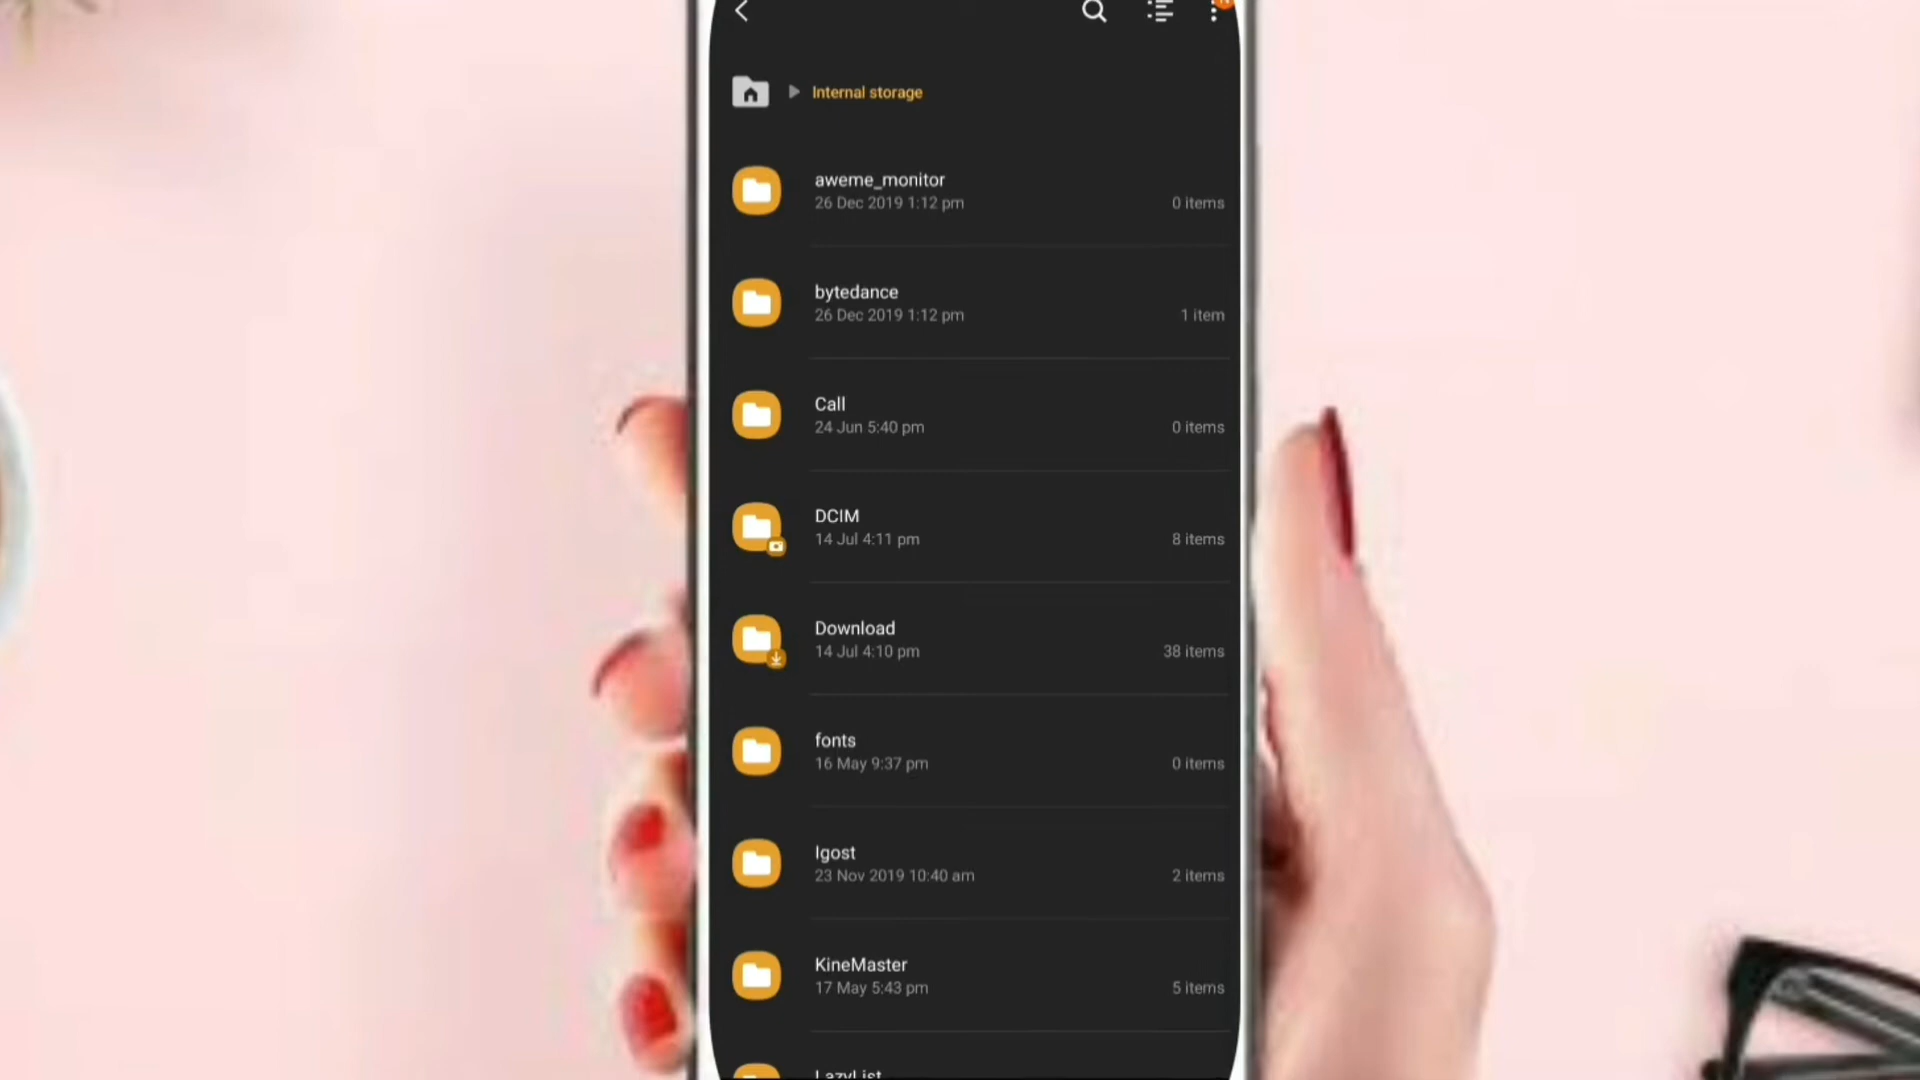 Internal storage
aweme_monitor
26 Dec 2019 1:12 pm
0 items
bytedance
26 Dec 2019 1:12 pm
1 item
Call
24 Jun 5:40 pm
0 items
DCIM
14 Jul 4:11 pm
8 items
Download
14 Jul 4:10 pm
38 items
fonts
16 May 9:37 pm
0 items
Igost
23 Nov 2019 10:40 am
2 items
KineMaster
17 May 5:43 pm
5 items
LazyList